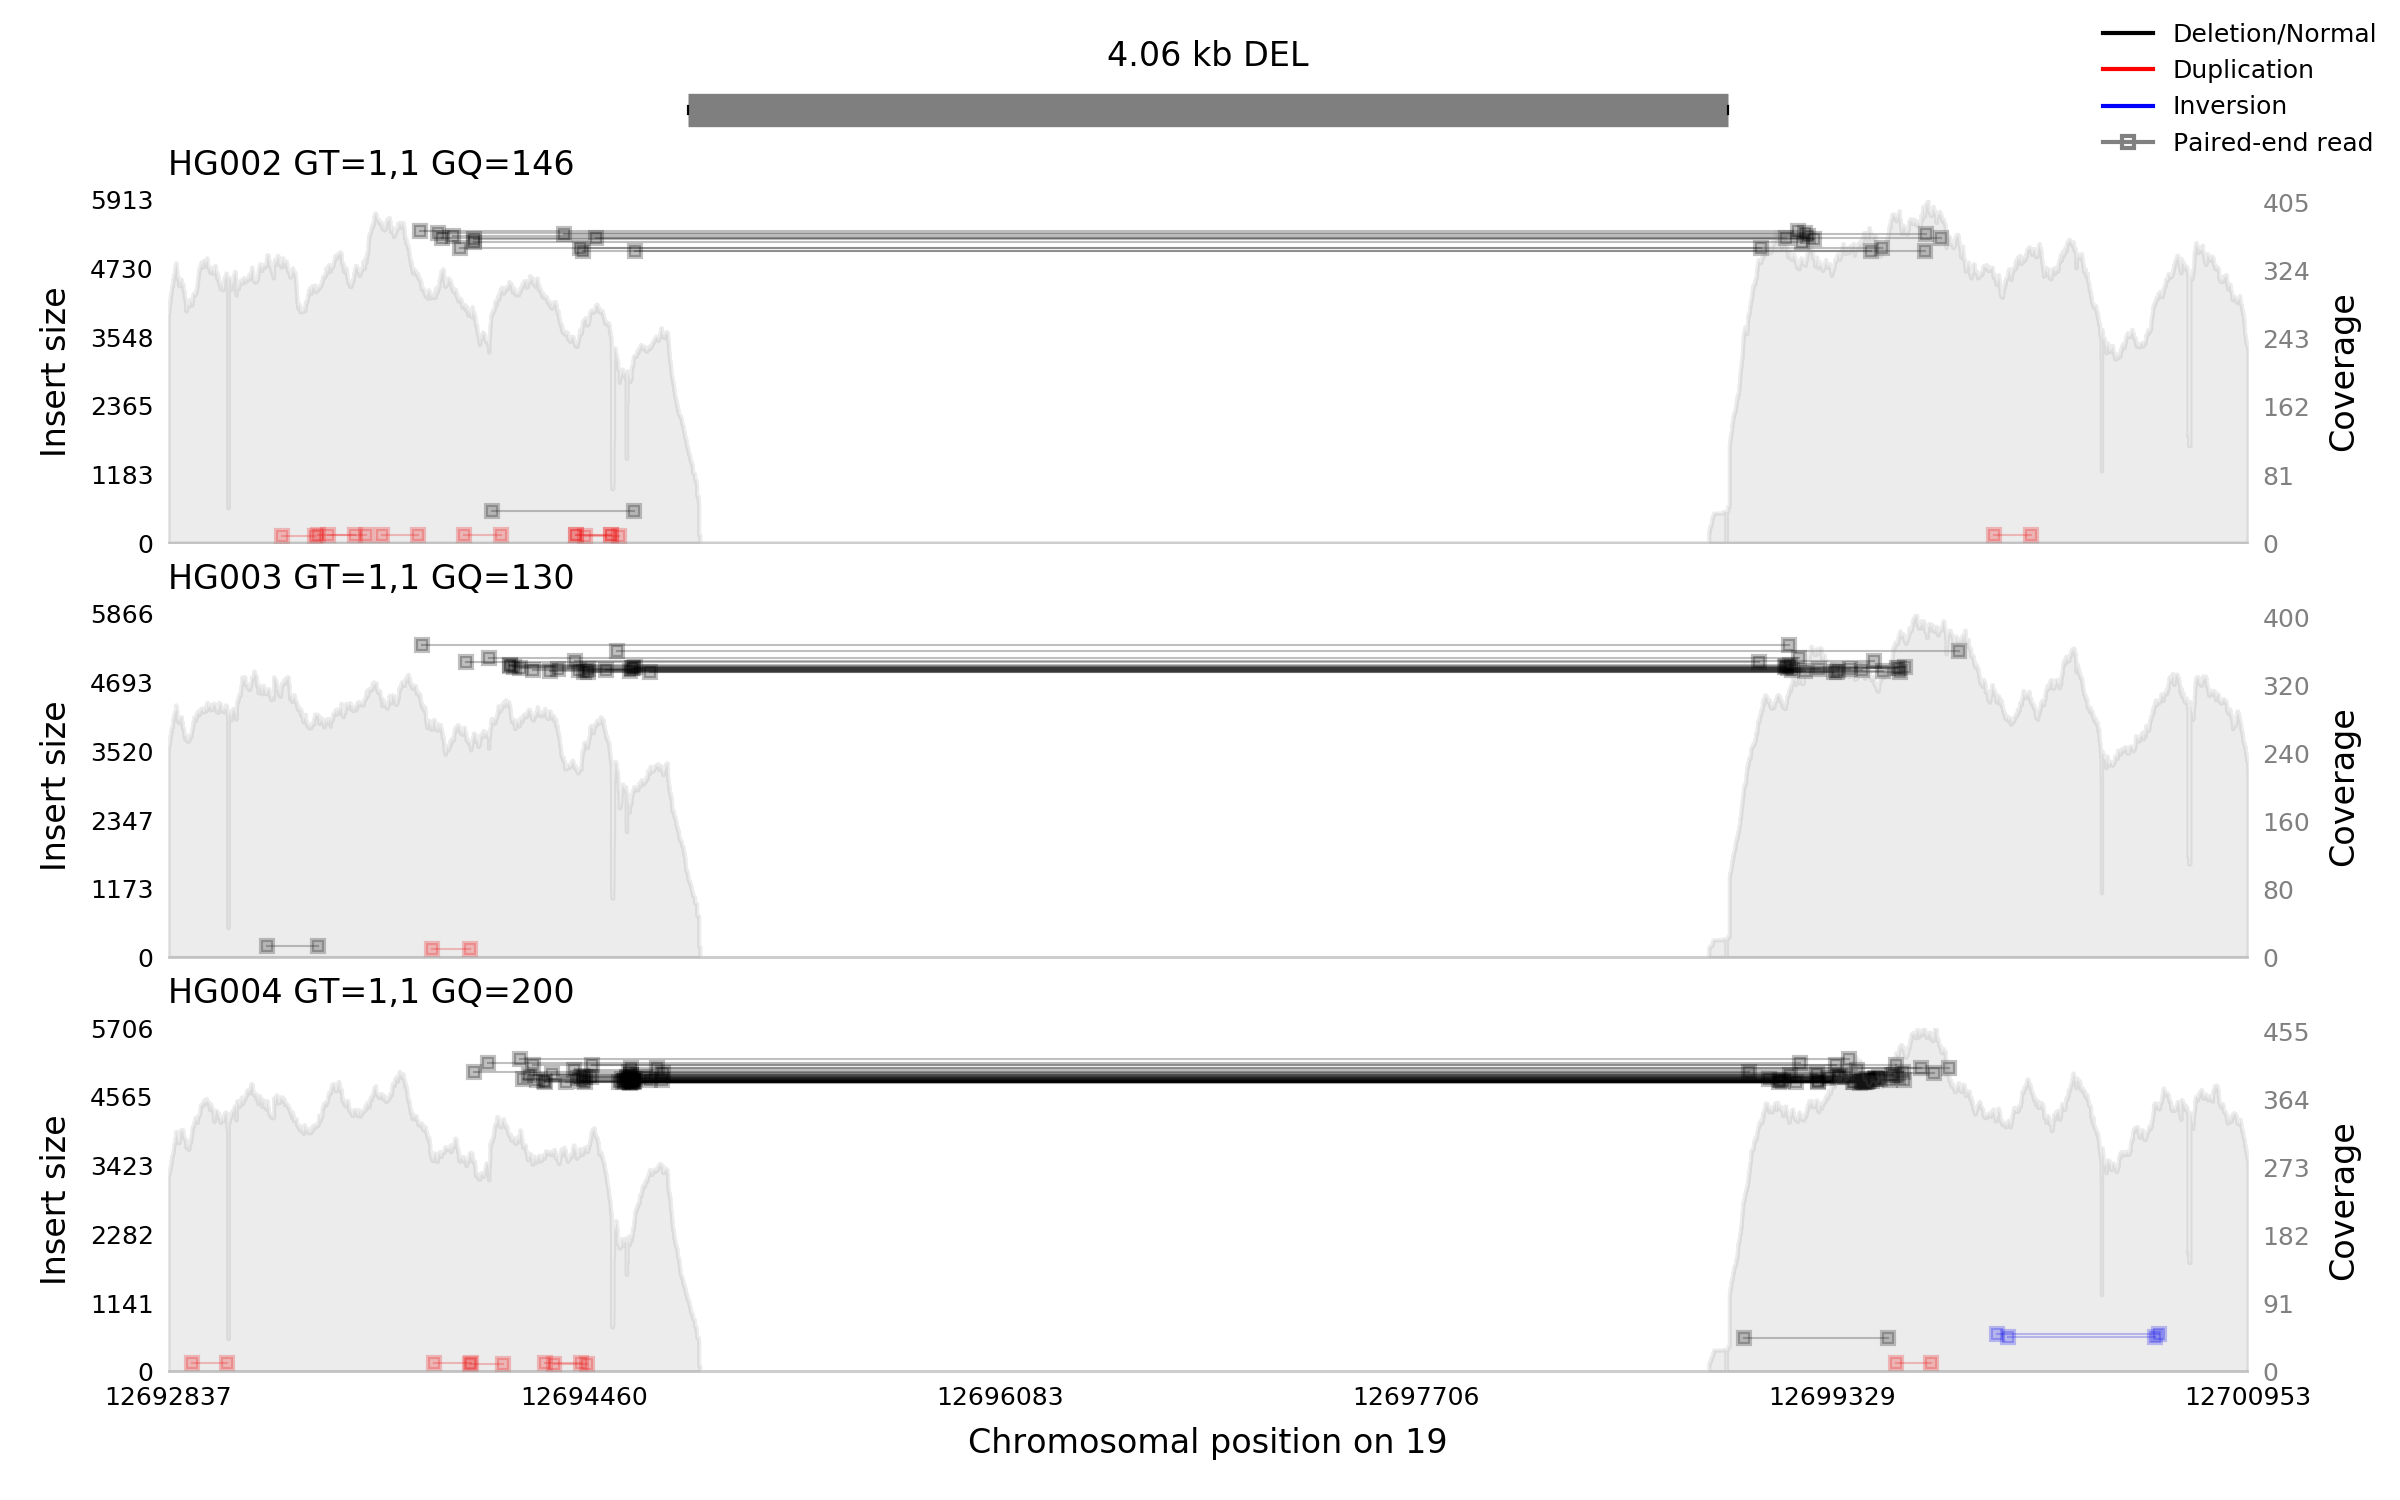 4.06 kb DEL
Deletion/Normal
Duplication
Inversion
Paired-end read
HG002 GT=1,1 GQ=146
5913
4730
3548
2365
1183
0
Insert size
405
324
243
162
81
0
Coverage
HG003 GT=1,1 GQ=130
5866
4693
3520
2347
1173
0
Insert size
400
320
240
160
80
0
Coverage
HG004 GT=1,1 GQ=200
5706
4565
3423
2282
1141
0
Insert size
455
364
273
182
91
0
Coverage
12692837 12694460 12696083 12697706 12699329 12700953
Chromosomal position on 19